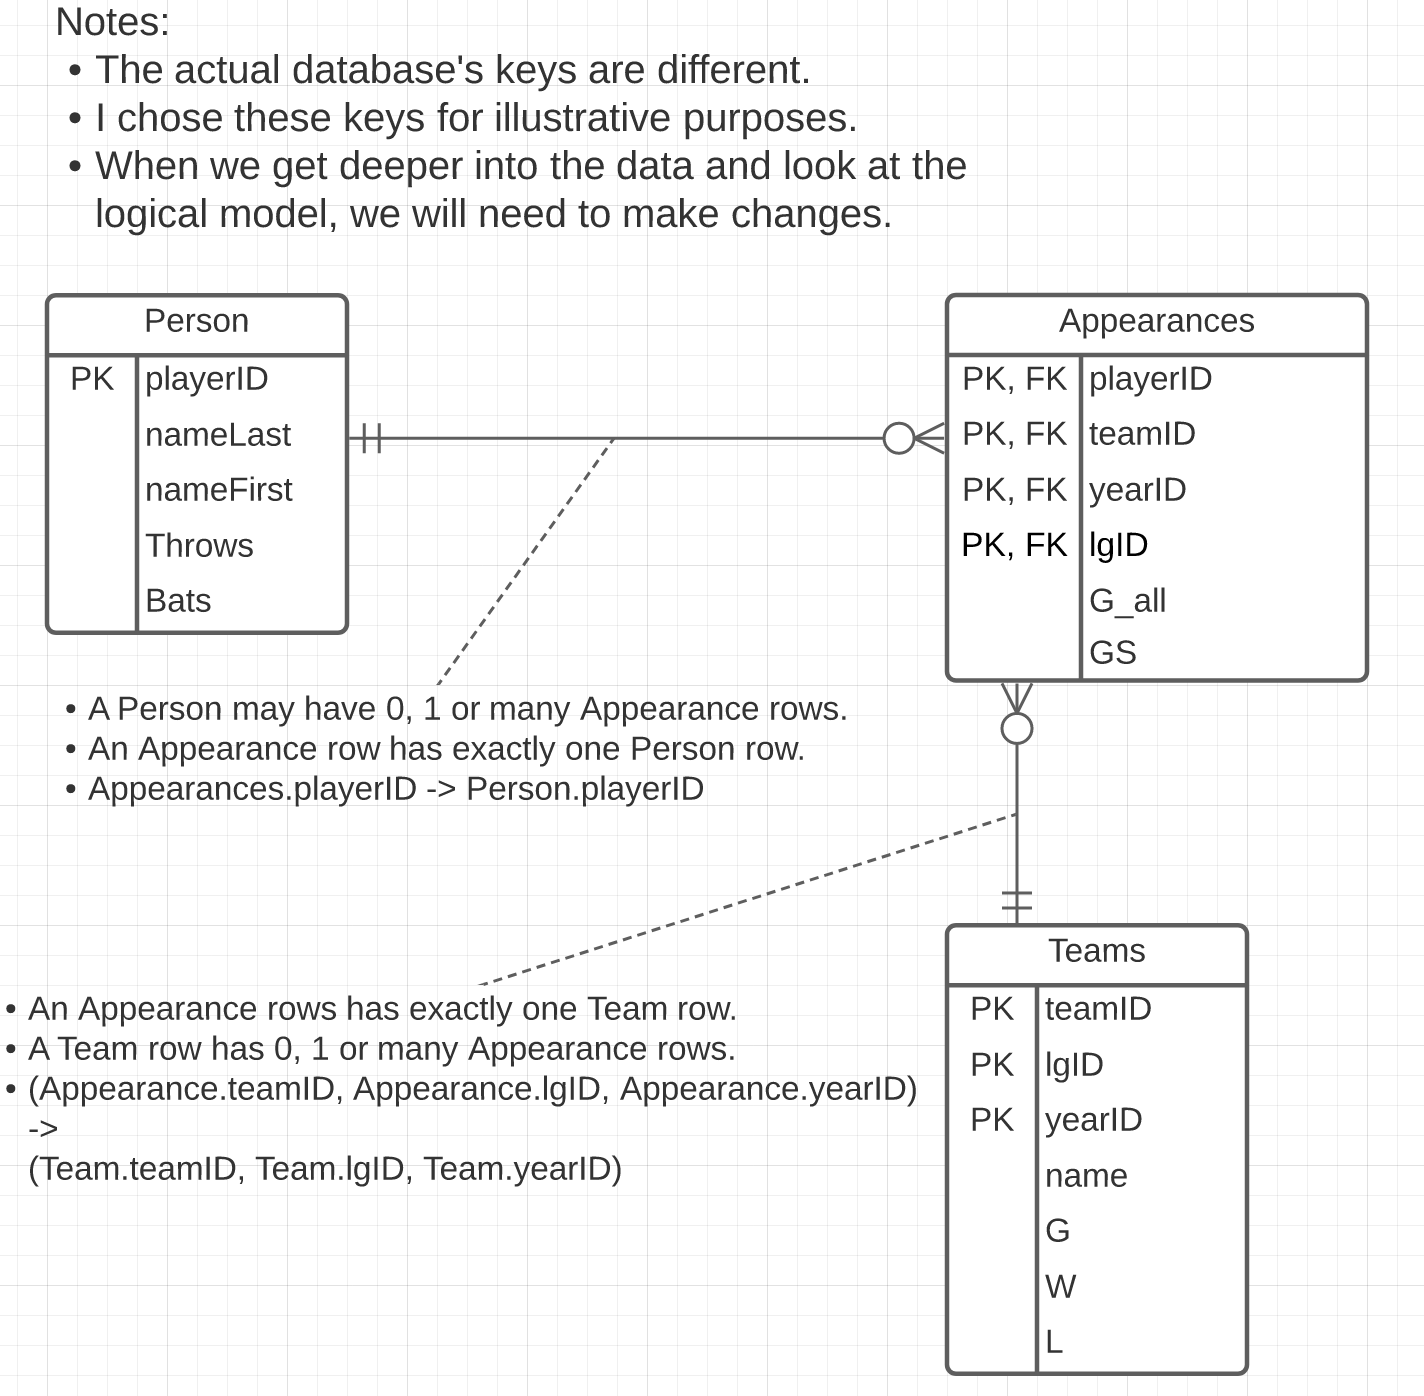 Notes:
• The actual database's keys are different.
• I chose these keys for illustrative purposes.
• When we get deeper into the data and look at the
logical model, we will need to make changes.
Person
PK playerID
nameLast
nameFirst
Throws
Bats
Appearances
PK, FK playerID
PK, FK teamID
PK, FK yearID
PK, FK lgID
G_all
GS
• A Person may have 0, 1 or many Appearance rows.
• An Appearance row has exactly one Person row.
• Appearances.playerID -> Person.playerID
• An Appearance rows has exactly one Team row.
• A Team row has 0, 1 or many Appearance rows.
• (Appearance.teamID, Appearance.lgID, Appearance.yearID)
->
(Team.teamID, Team.lgID, Team.yearID)
Teams
PK teamID
PK lgID
PK yearID
name
G
W
L